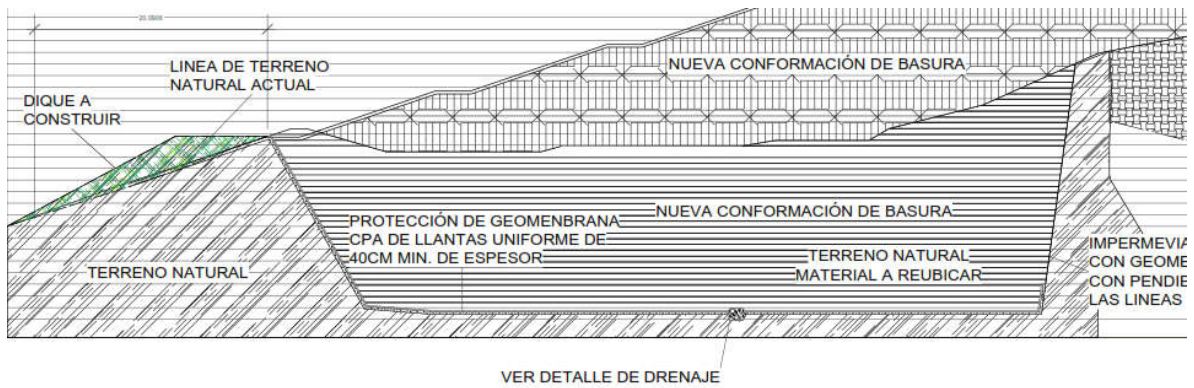 20.0000
LINEA DE TERRENO
NATURAL ACTUAL
DIQUE A
CONSTRUIR
NUEVA CONFORMACIÓN DE BASURA
PROTECCIÓN DE GEOMENBRANA
CPA DE LLANTAS UNIFORME DE
40CM MIN. DE ESPESOR
NUEVA CONFORMACIÓN DE BASURA
TERRENO NATURAL
TERRENO NATURAL
MATERIAL A REUBICAR
IMPERMEVIA
CON GEOME
CON PENDIE
LAS LINEAS
VER DETALLE DE DRENAJE